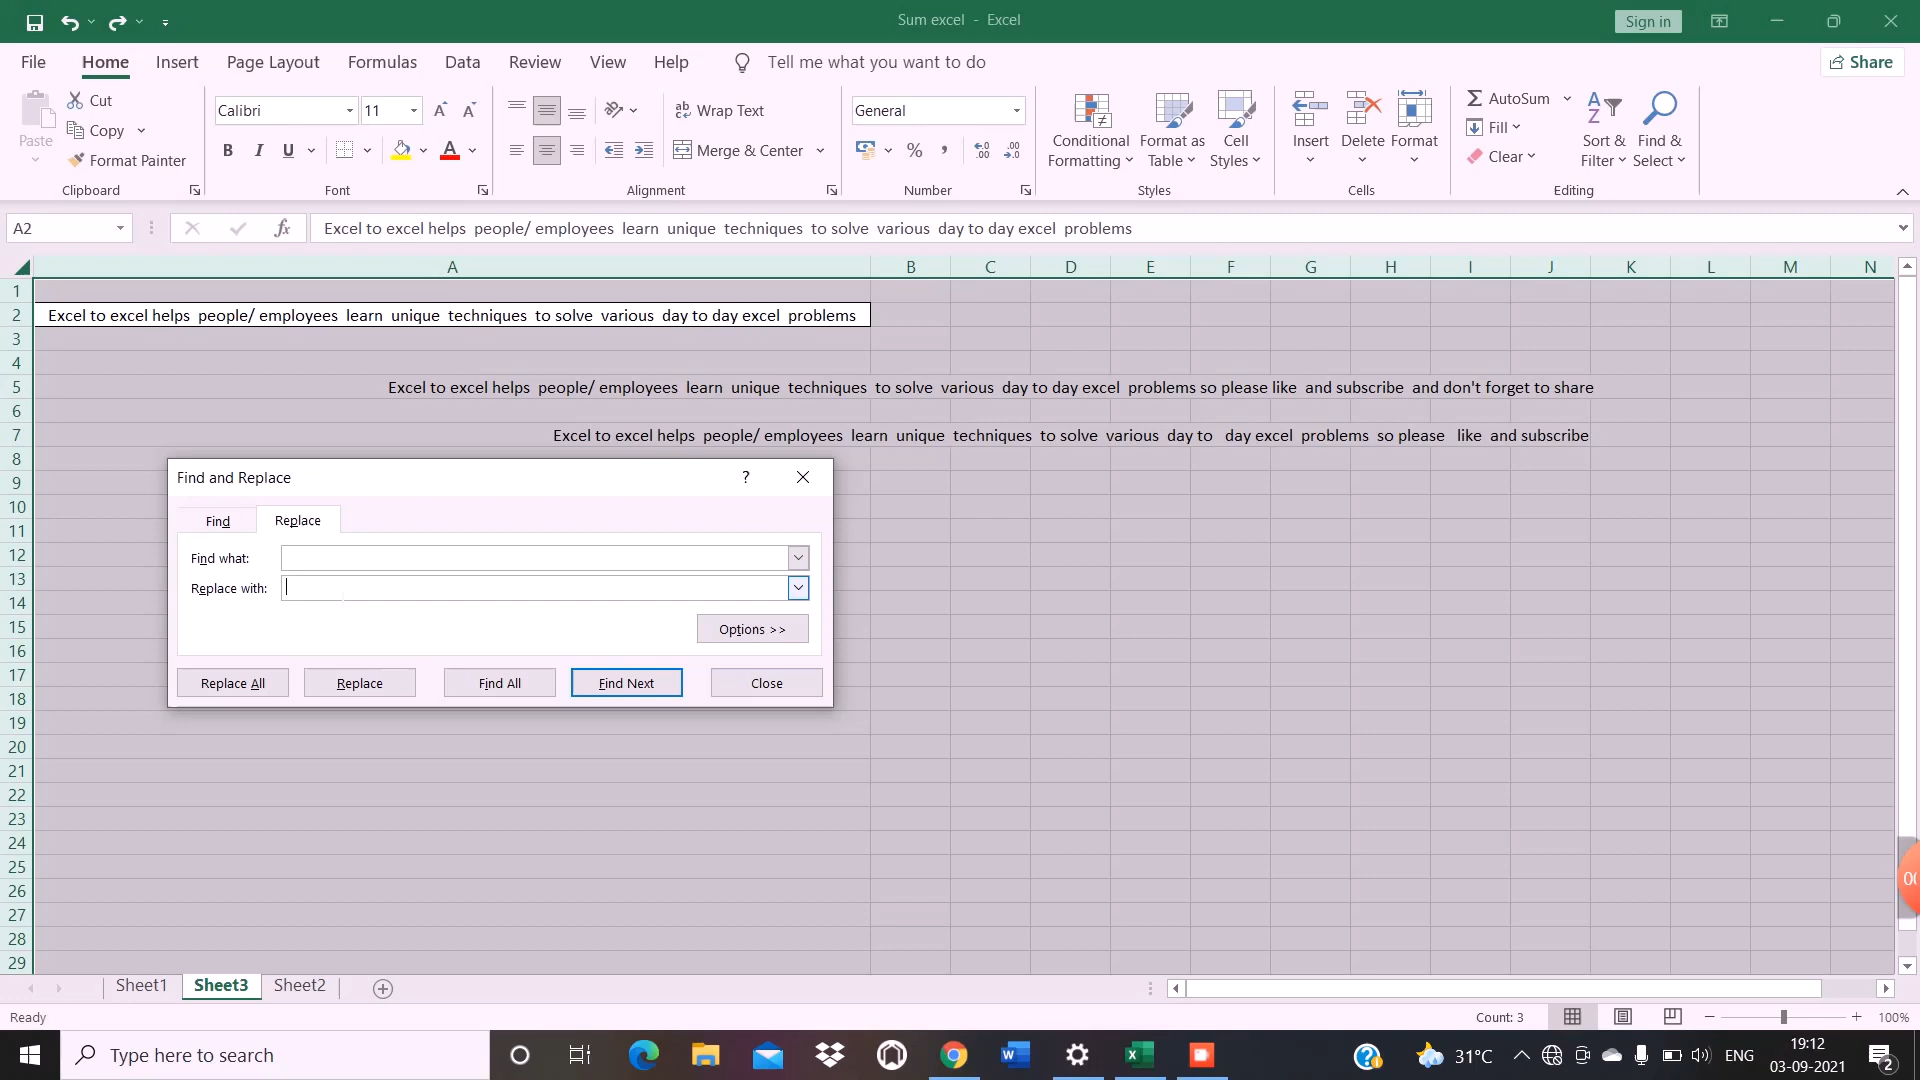 Sum excel - Excel
Sign in
File Home Insert Page Layout Formulas Data Review View Help Tell me what you want to do
Share
Paste
Cut
Copy
Format Painter
Clipboard
Calibri 11
B I U A
Font
ab Wrap Text
Merge & Center
Alignment
General
% ,
Number
Conditional Formatting
Format as Table
Cell Styles
Styles
Insert Delete Format
Cells
AutoSum
Fill
Clear
Sort & Filter
Find & Select
Editing
A2
fx
Excel to excel helps  people/ employees  learn  unique  techniques  to solve  various  day to day excel  problems
A B C D E F G H I J K L M N
1
2 Excel to excel helps  people/ employees  learn  unique  techniques  to solve  various  day to day excel  problems
3
4
5 Excel to excel helps  people/ employees  learn  unique  techniques  to solve  various  day to day excel  problems so please like  and subscribe  and don't forget to share
6
7 Excel to excel helps  people/ employees  learn  unique  techniques  to solve  various  day to   day excel  problems  so please   like  and subscribe
8
9
10
11
12
13
14
15
16
17
18
19
20
21
22
23
24
25
26
27
28
29
Find and Replace
?
Find Replace
Find what:
Replace with:
Options >>
Replace All Replace Find All Find Next Close
Sheet1 Sheet3 Sheet2
Ready
Count: 3
100%
Type here to search
31°C
ENG
19:12
03-09-2021
2